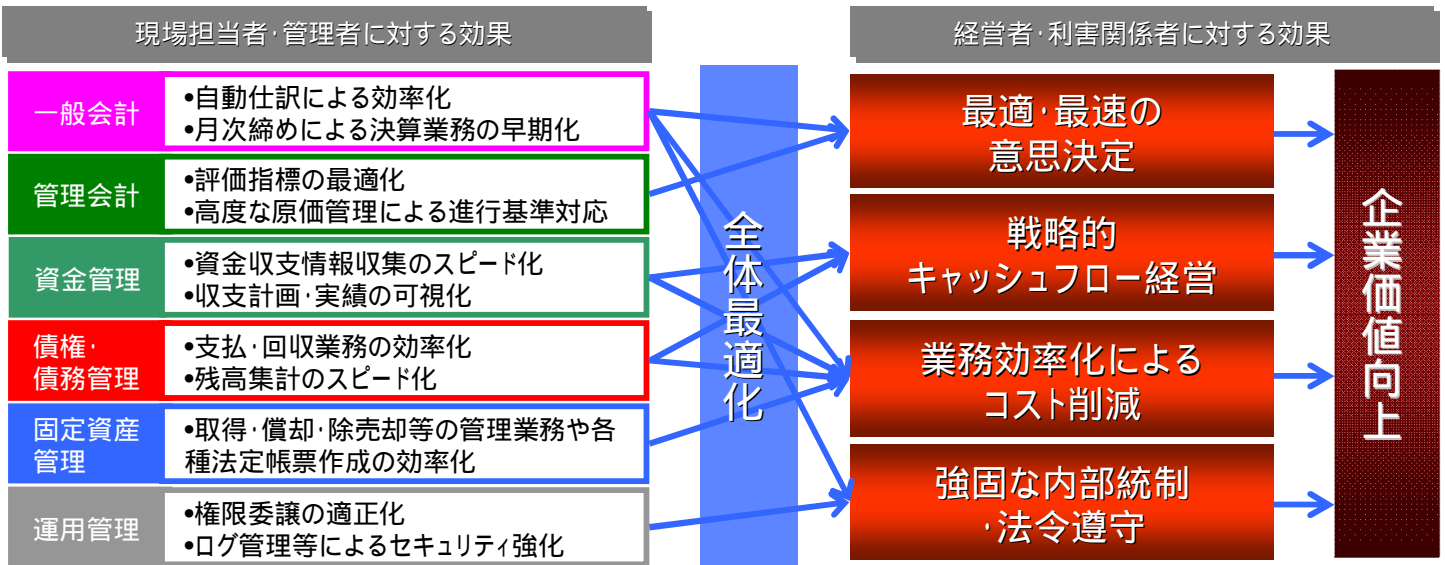 現場担当者・管理者に対する効果
経営者・利害関係者に対する効果
一般会計
•自動仕訳による効率化
•月次締めによる決算業務の早期化
管理会計
•評価指標の最適化
•高度な原価管理による進行基準対応
資金管理
•資金収支情報収集のスピード化
•収支計画・実績の可視化
債権・
債務管理
•支払・回収業務の効率化
•残高集計のスピード化
固定資産
管理
•取得・償却・除売却等の管理業務や各
種法定帳票作成の効率化
運用管理
•権限委譲の適正化
•ログ管理等によるセキュリティ強化
全体最適化
最適・最速の
意思決定
戦略的
キャッシュフロー経営
業務効率化による
コスト削減
強固な内部統制
・法令遵守
企業価値向上